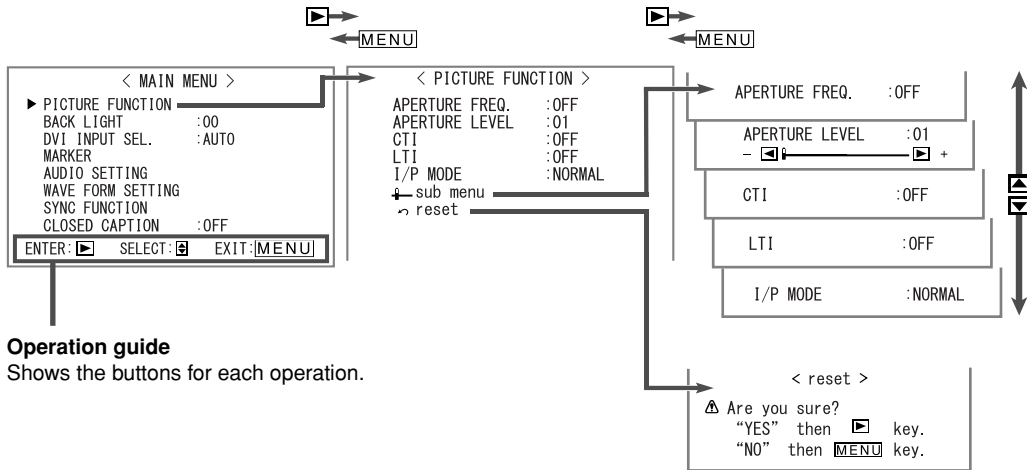 MENU
MENU
< MAIN MENU >
PICTURE FUNCTION
BACK LIGHT :00
DVI INPUT SEL. :AUTO
MARKER
AUDIO SETTING
WAVE FORM SETTING
SYNC FUNCTION
CLOSED CAPTION :OFF
ENTER: SELECT: EXIT:MENU
< PICTURE FUNCTION >
APERTURE FREQ. :OFF
APERTURE LEVEL :01
CTI :OFF
LTI :OFF
I/P MODE :NORMAL
sub menu
reset
APERTURE FREQ. :OFF
APERTURE LEVEL :01
– +
CTI :OFF
LTI :OFF
I/P MODE :NORMAL
Operation guide
Shows the buttons for each operation.
< reset >
Are you sure?
“YES” then key.
“NO” then MENU key.